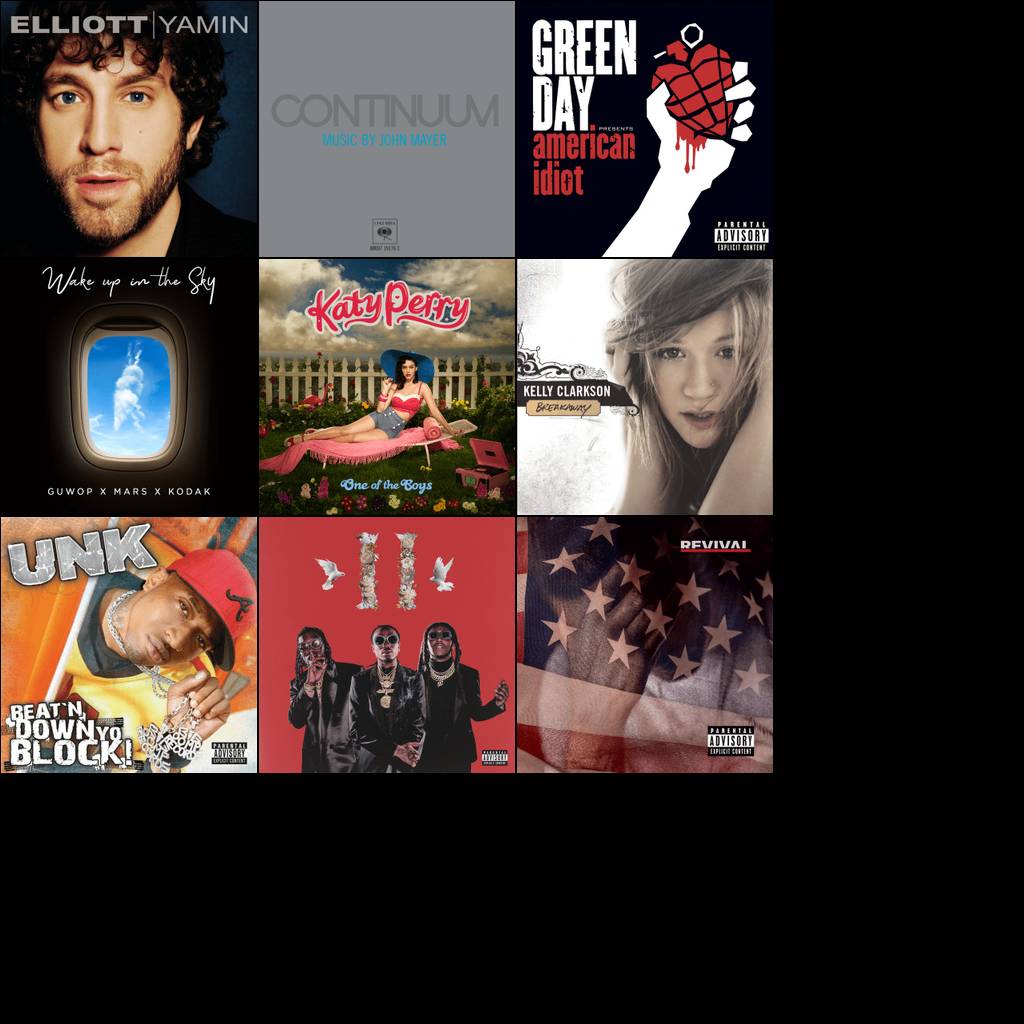 ELLIOTT|YAMIN
CONTINUUM
MUSIC BY JOHN MAYER
GREEN
DAY
PRESENTS
american
idiot
PARENTAL
ADVISORY
EXPLICIT CONTENT
Wake up in the Sky
GUWOP X MARS X KODAK
Katy Perry
One of the Boys
KELLY CLARKSON
BREAKAWAY
UNK
BEAT'N
DOWN YO
BLOCK!
PARENTAL
ADVISORY
EXPLICIT CONTENT
II
PARENTAL
ADVISORY
EXPLICIT CONTENT
REVIVAL
PARENTAL
ADVISORY
EXPLICIT CONTENT